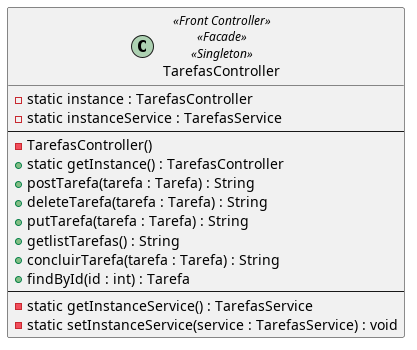 «Front Controller»
«Facade»
«Singleton»
C TarefasController
static instance : TarefasController
static instanceService : TarefasService
TarefasController()
static getInstance() : TarefasController
postTarefa(tarefa : Tarefa) : String
deleteTarefa(tarefa : Tarefa) : String
putTarefa(tarefa : Tarefa) : String
getlistTarefas() : String
concluirTarefa(tarefa : Tarefa) : String
findById(id : int) : Tarefa
static getInstanceService() : TarefasService
static setInstanceService(service : TarefasService) : void